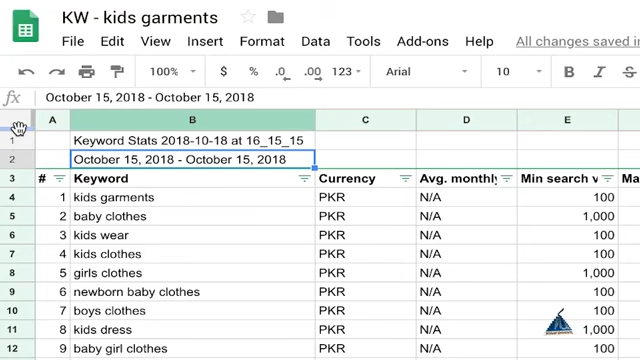 KW - kids garments
File Edit View Insert Format Data Tools Add-ons Help All changes saved in
100% $ % .0 .00 123 Arial 10 B I S
fx October 15, 2018 - October 15, 2018
A B C D E
1 Keyword Stats 2018-10-18 at 16_15_15
2 October 15, 2018 - October 15, 2018
3 # Keyword Currency Avg. monthly Min search v Ma
4 1 kids garments PKR N/A 100
5 2 baby clothes PKR N/A 1,000
6 3 kids wear PKR N/A 100
7 4 kids clothes PKR N/A 100
8 5 girls clothes PKR N/A 1,000
9 6 newborn baby clothes PKR N/A 100
10 7 boys clothes PKR N/A 100
11 8 kids dress PKR N/A 1,000
12 9 baby girl clothes PKR N/A 100